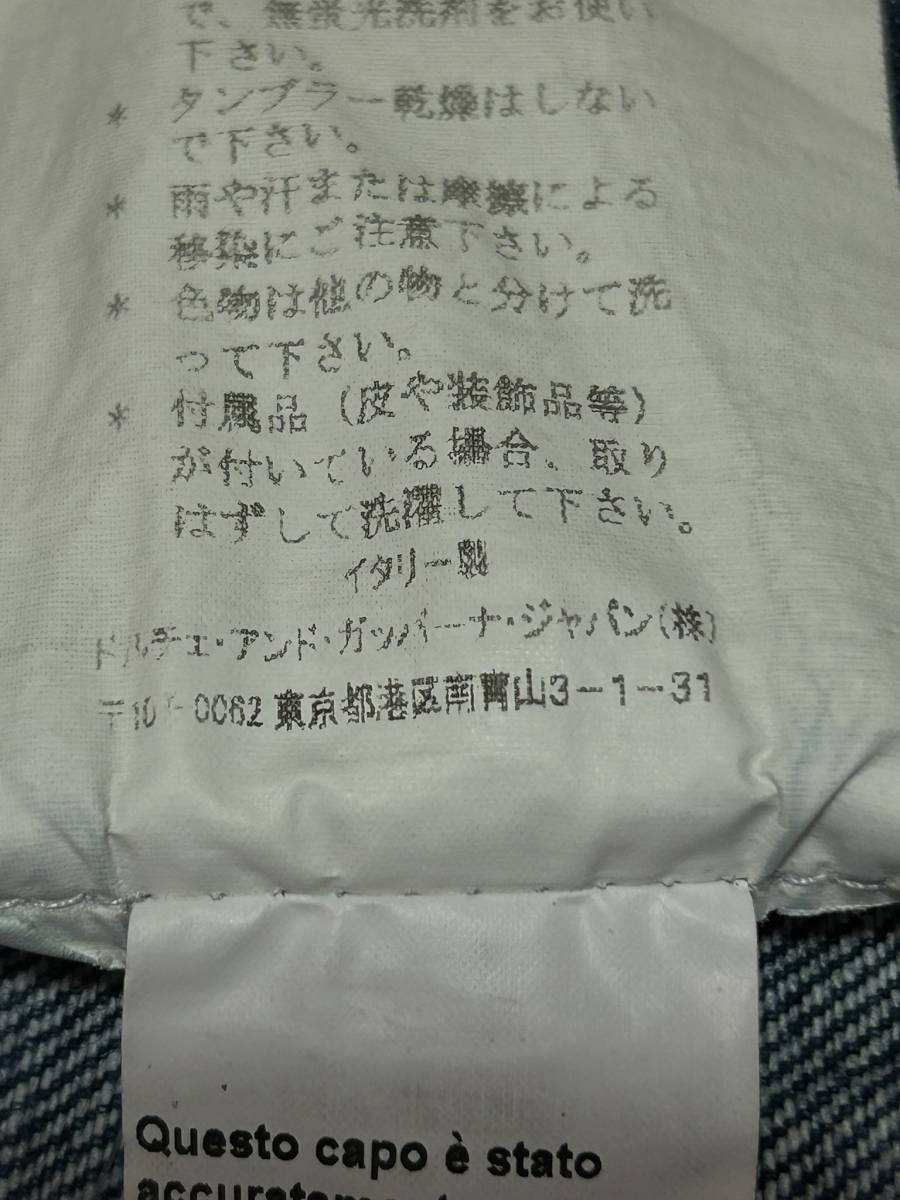 で、無蛍光洗剤をお使い
下さい。
* タンブラー乾燥はしない
で下さい。
* 雨や汗または摩擦による
移染にご注意下さい。
* 色物は他の物と分けて洗
って下さい。
* 付属品（皮や装飾品等）
が付いている場合、取り
はずして洗濯して下さい。
イタリー製
ドルチェ・アンド・ガッバーナ・ジャパン(株)
〒107-0062 東京都港区南青山3-1-31
Questo capo è stato
accuratamente